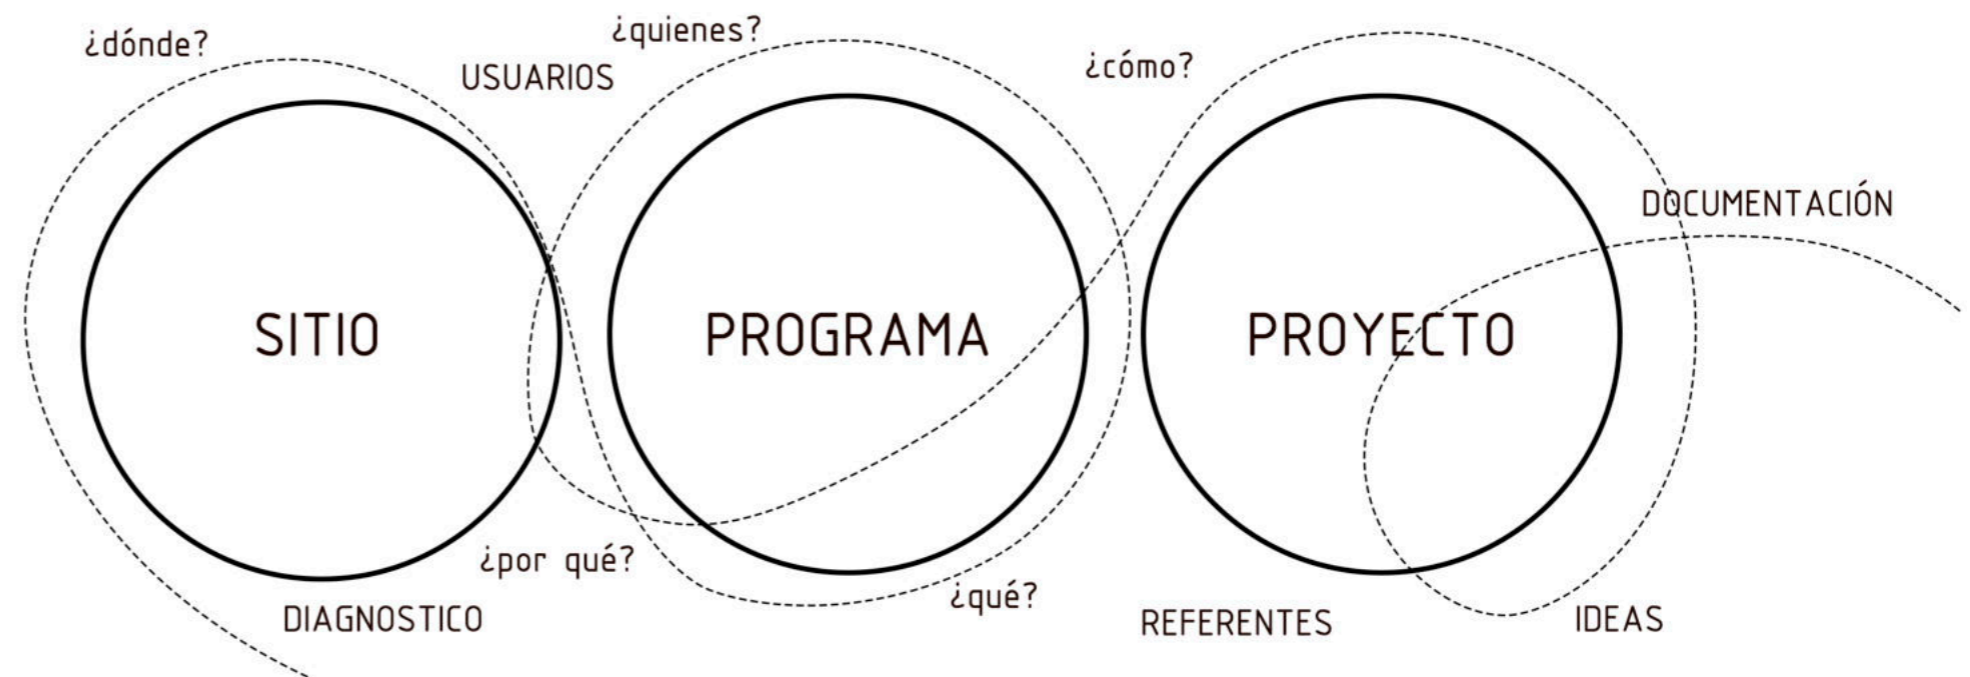 ¿dónde?
USUARIOS
¿quienes?
¿cómo?
DOCUMENTACIÓN
SITIO
PROGRAMA
PROYECTO
¿por qué?
¿qué?
DIAGNOSTICO
REFERENTES
IDEAS